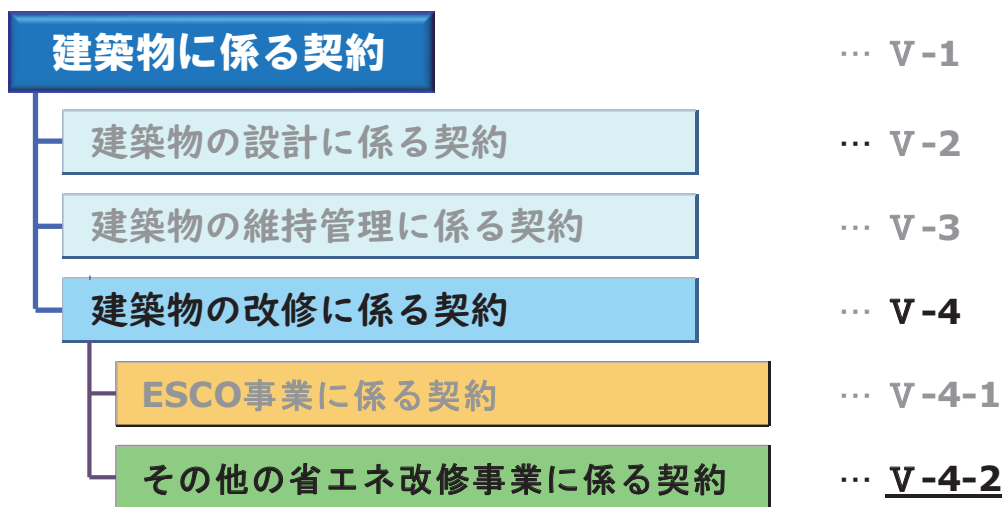 建築物に係る契約 … Ⅴ-1
建築物の設計に係る契約 … Ⅴ-2
建築物の維持管理に係る契約 … Ⅴ-3
建築物の改修に係る契約 … Ⅴ-4
ESCO事業に係る契約 … Ⅴ-4-1
その他の省エネ改修事業に係る契約 … Ⅴ-4-2